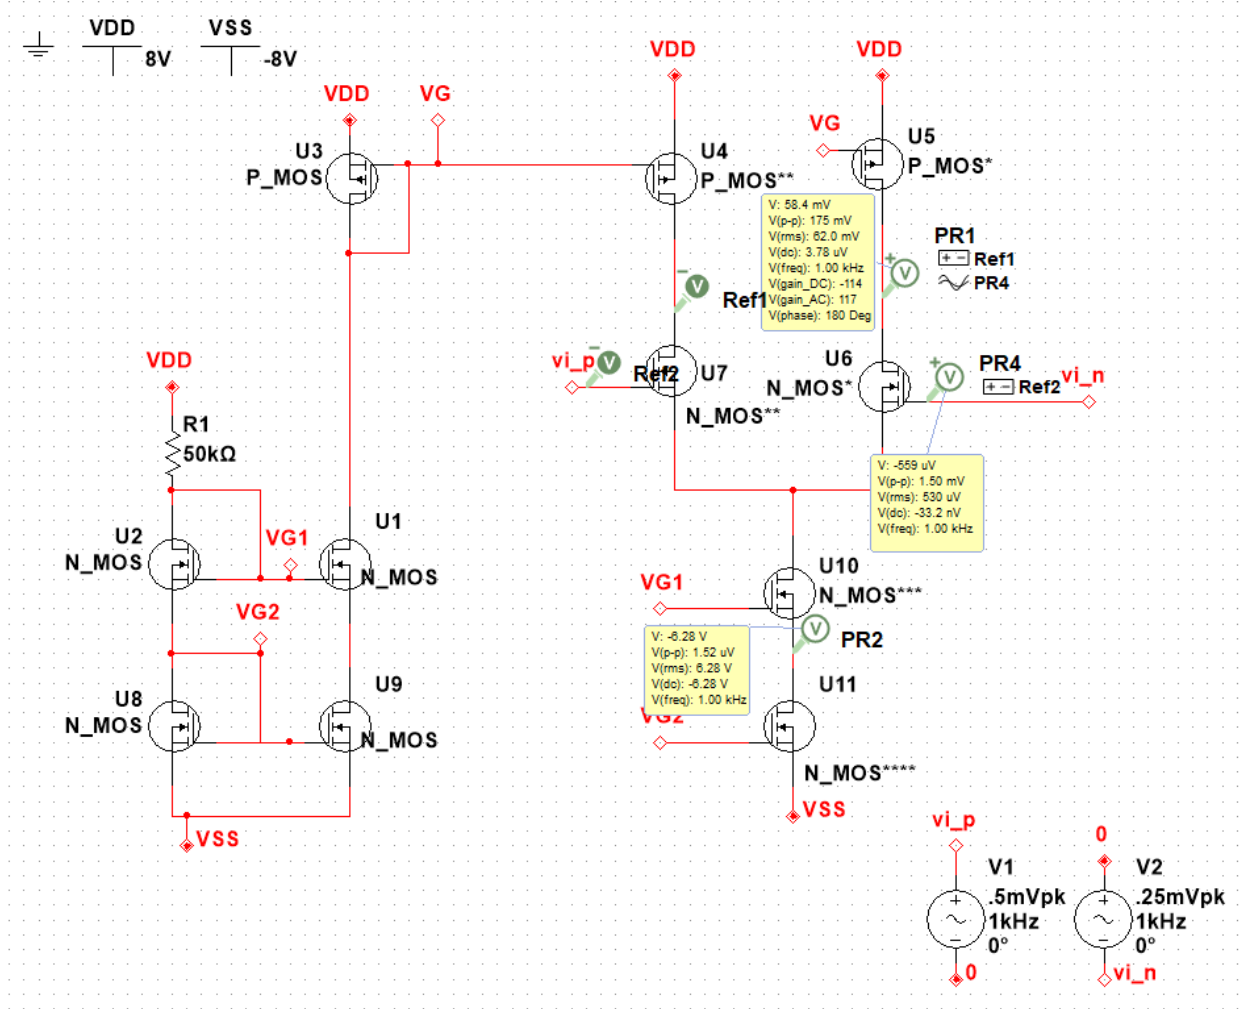 VDD
8V
VSS
-8V
VDD
VG
U3
P_MOS
VDD
U4
P_MOS**
VDD
VG
U5
P_MOS*
V: 58.4 mV
V(p-p): 175 mV
V(rms): 62.0 mV
V(dc): 3.78 uV
V(freq): 1.00 kHz
V(gain_DC): -114
V(gain_AC): 117
V(phase): 180 Deg
PR1
Ref1
PR4
V
V
Ref1
vi_p
V
Ref2
U7
N_MOS**
U6
N_MOS*
V
PR4
Ref2
vi_n
V: -559 uV
V(p-p): 1.50 mV
V(rms): 530 uV
V(dc): -33.2 nV
V(freq): 1.00 kHz
VDD
R1
50kΩ
U2
N_MOS
VG1
U1
N_MOS
VG2
U8
N_MOS
U9
N_MOS
VSS
VG1
U10
N_MOS***
V
PR2
V: -6.28 V
V(p-p): 1.52 uV
V(rms): 6.28 V
V(dc): -6.28 V
V(freq): 1.00 kHz
VG2
U11
N_MOS****
VSS
vi_p
V1
.5mVpk
1kHz
0°
0
0
V2
.25mVpk
1kHz
0°
vi_n